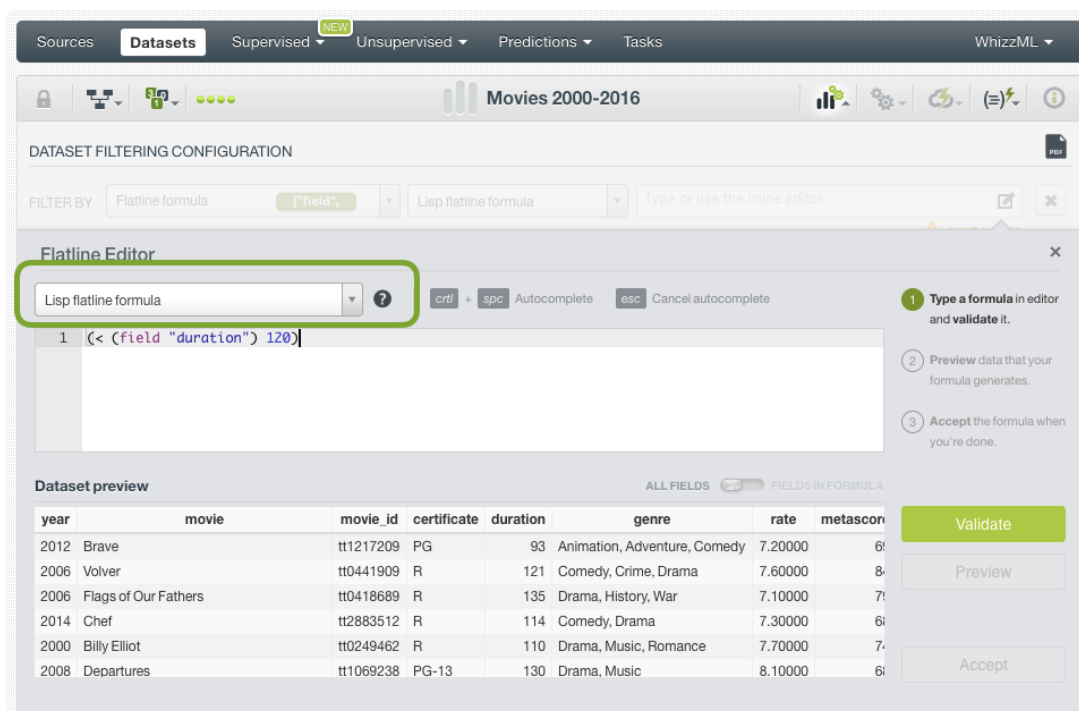 NEW
Sources Datasets Supervised Unsupervised Predictions Tasks WhizzML
Movies 2000-2016
DATASET FILTERING CONFIGURATION
PDF
FILTER BY Flatline formula ["field", Lisp flatline formula Type or use the inline editor
Flatline Editor
Lisp flatline formula ? crtl + spc Autocomplete esc Cancel autocomplete
1 Type a formula in editor
and validate it.
1 (< (field "duration") 120)
2 Preview data that your
formula generates.
3 Accept the formula when
you're done.
Dataset preview ALL FIELDS FIELDS IN FORMULA
year movie movie_id certificate duration genre rate metascore
2012 Brave tt1217209 PG 93 Animation, Adventure, Comedy 7.20000
2006 Volver tt0441909 R 121 Comedy, Crime, Drama 7.60000
2006 Flags of Our Fathers tt0418689 R 135 Drama, History, War 7.10000
2014 Chef tt2883512 R 114 Comedy, Drama 7.30000
2000 Billy Elliot tt0249462 R 110 Drama, Music, Romance 7.70000
2008 Departures tt1069238 PG-13 130 Drama, Music 8.10000
Validate
Preview
Accept